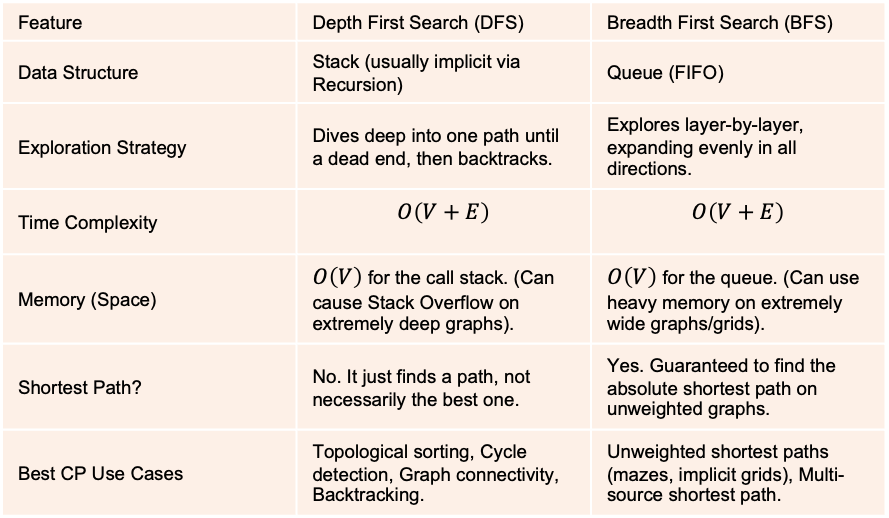 Feature
Depth First Search (DFS)
Breadth First Search (BFS)
Data Structure
Stack (usually implicit via
Recursion)
Queue (FIFO)
Exploration Strategy
Dives deep into one path until
a dead end, then backtracks.
Explores layer-by-layer,
expanding evenly in all
directions.
Time Complexity
O(V + E)
O(V + E)
Memory (Space)
O(V) for the call stack. (Can
cause Stack Overflow on
extremely deep graphs).
O(V) for the queue. (Can use
heavy memory on extremely
wide graphs/grids).
Shortest Path?
No. It just finds a path, not
necessarily the best one.
Yes. Guaranteed to find the
absolute shortest path on
unweighted graphs.
Best CP Use Cases
Topological sorting, Cycle
detection, Graph connectivity,
Backtracking.
Unweighted shortest paths
(mazes, implicit grids), Multi-
source shortest path.